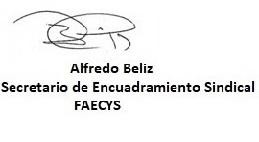 Alfredo Beliz
Secretario de Encuadramiento Sindical
FAECYS